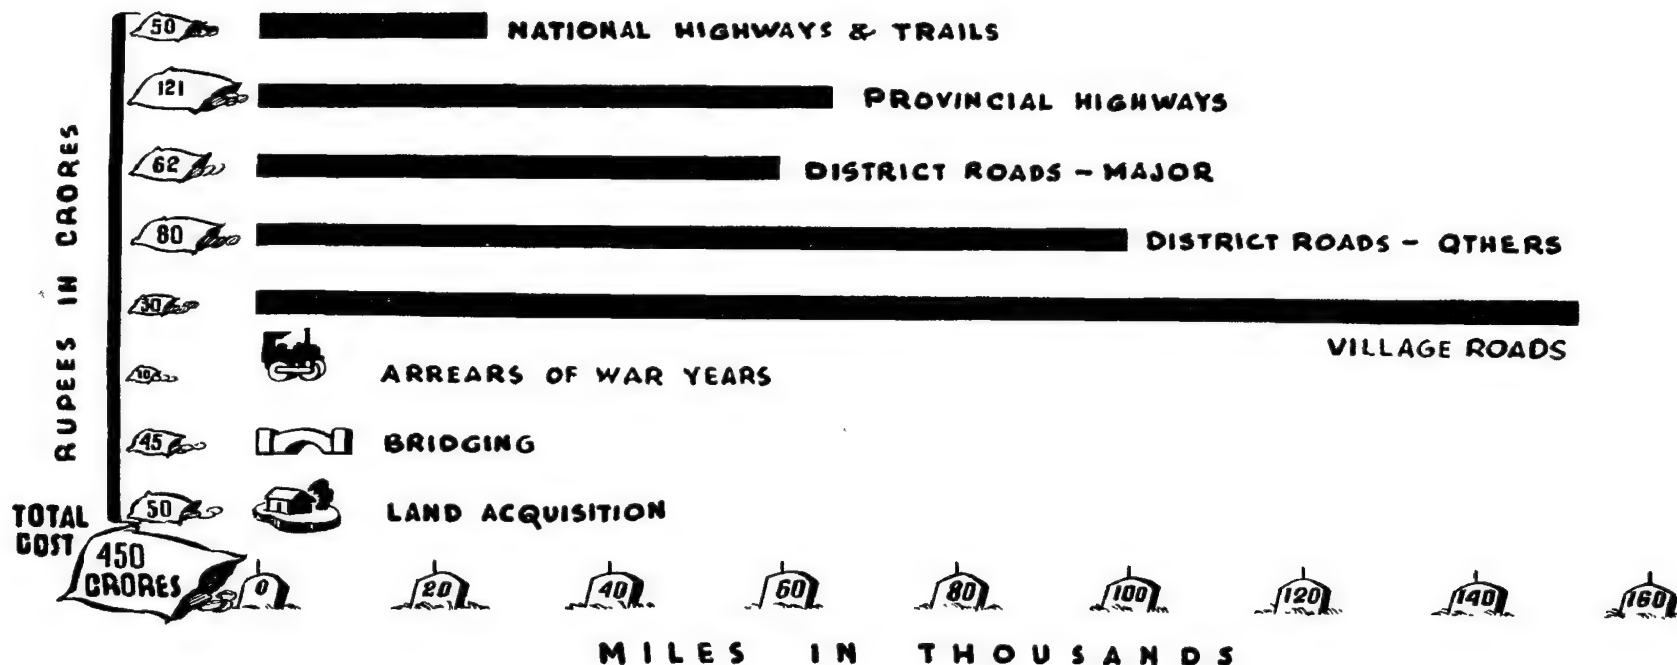 50 NATIONAL HIGHWAYS & TRAILS
121 PROVINCIAL HIGHWAYS
62 DISTRICT ROADS - MAJOR
80 DISTRICT ROADS - OTHERS
30
VILLAGE ROADS
10 ARREARS OF WAR YEARS
45 BRIDGING
50 LAND ACQUISITION
RUPEES IN CRORES
TOTAL COST
450 CRORES
0 20 40 60 80 100 120 140 160
MILES IN THOUSANDS